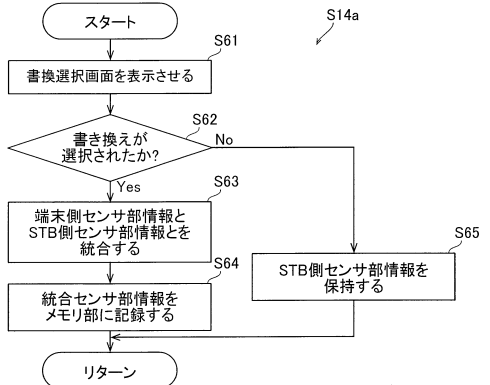 スタート
S14a
S61
書換選択画面を表示させる
S62
書き換えが
選択されたか?
No
Yes
S63
端末側センサ部情報と
STB側センサ部情報とを
統合する
S65
STB側センサ部情報を
保持する
S64
統合センサ部情報を
メモリ部に記録する
リターン